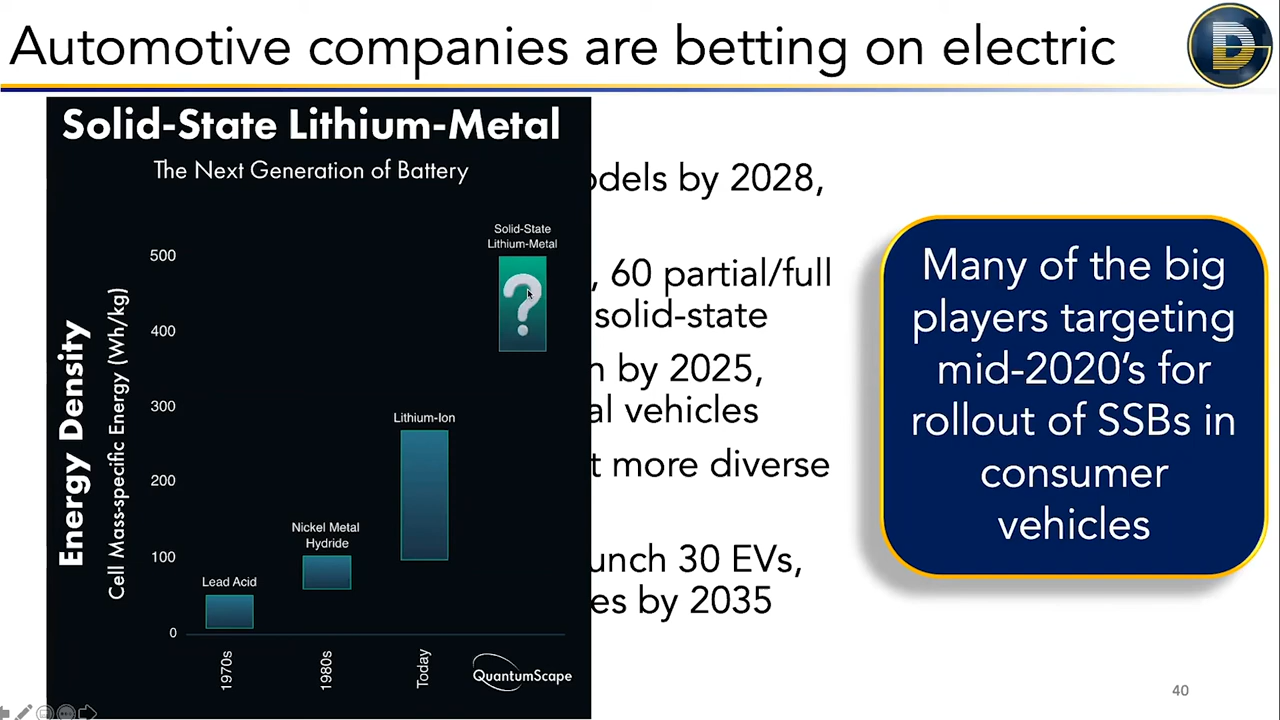 Automotive companies are betting on electric
Solid-State Lithium-Metal
The Next Generation of Battery
Energy Density
Cell Mass-specific Energy (Wh/kg)
500
400
300
200
100
0
Lead Acid
Nickel Metal
Hydride
Lithium-Ion
Solid-State
Lithium-Metal
?
1970s
1980s
Today
QuantumScape
by 2028,
, 60 partial/full
solid-state
by 2025,
vehicles
more diverse
30 EVs,
by 2035
Many of the big
players targeting
mid-2020's for
rollout of SSBs in
consumer
vehicles
40